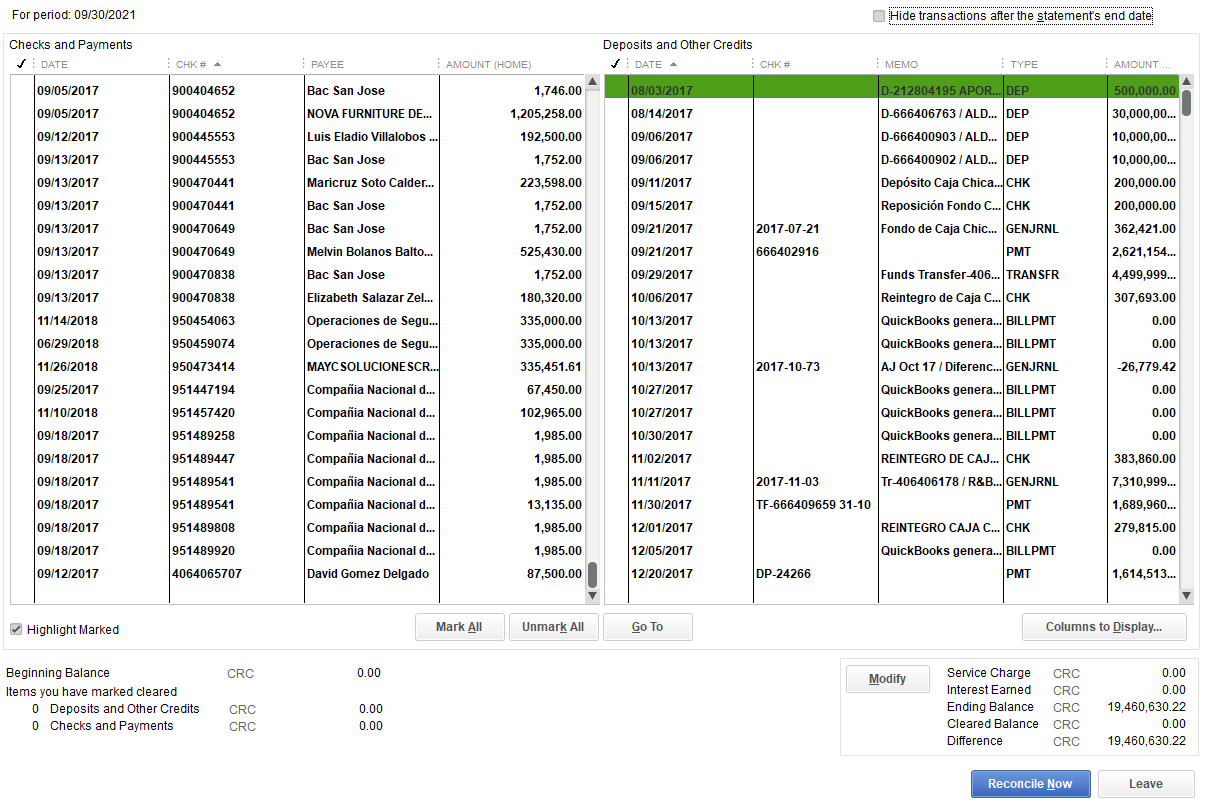 For period: 09/30/2021
Hide transactions after the statement's end date
Checks and Payments
✓ DATE CHK # PAYEE AMOUNT (HOME)
09/05/2017 900404652 Bac San Jose 1,746.00
09/05/2017 900404652 NOVA FURNITURE DE... 1,205,258.00
09/12/2017 900445553 Luis Eladio Villalobos ... 192,500.00
09/13/2017 900445553 Bac San Jose 1,752.00
09/13/2017 900470441 Maricruz Soto Calder... 223,598.00
09/13/2017 900470441 Bac San Jose 1,752.00
09/13/2017 900470649 Bac San Jose 1,752.00
09/13/2017 900470649 Melvin Bolanos Balto... 525,430.00
09/13/2017 900470838 Bac San Jose 1,752.00
09/13/2017 900470838 Elizabeth Salazar Zel... 180,320.00
11/14/2018 950454063 Operaciones de Segu... 335,000.00
06/29/2018 950459074 Operaciones de Segu... 335,000.00
11/26/2018 950473414 MAYCSOLUCIONESCR... 335,451.61
09/25/2017 951447194 Compañia Nacional d... 67,450.00
11/10/2018 951457420 Compañia Nacional d... 102,965.00
09/18/2017 951489258 Compañia Nacional d... 1,985.00
09/18/2017 951489447 Compañia Nacional d... 1,985.00
09/18/2017 951489541 Compañia Nacional d... 1,985.00
09/18/2017 951489541 Compañia Nacional d... 13,135.00
09/18/2017 951489808 Compañia Nacional d... 1,985.00
09/18/2017 951489920 Compañia Nacional d... 1,985.00
09/12/2017 4064065707 David Gomez Delgado 87,500.00
Deposits and Other Credits
✓ DATE CHK # MEMO TYPE AMOUNT ...
08/03/2017 D-212804195 APOR... DEP 500,000.00
08/14/2017 D-666406763 / ALD... DEP 30,000,00...
09/06/2017 D-666400903 / ALD... DEP 10,000,00...
09/06/2017 D-666400902 / ALD... DEP 10,000,00...
09/11/2017 Depósito Caja Chica... CHK 200,000.00
09/15/2017 Reposición Fondo C... CHK 200,000.00
09/21/2017 2017-07-21 Fondo de Caja Chic... GENJRNL 362,421.00
09/21/2017 666402916 PMT 2,621,154...
09/29/2017 Funds Transfer-406... TRANSFR 4,499,999...
10/06/2017 Reintegro de Caja C... CHK 307,693.00
10/13/2017 QuickBooks genera... BILLPMT 0.00
10/13/2017 QuickBooks genera... BILLPMT 0.00
10/13/2017 2017-10-73 AJ Oct 17 / Diferenc... GENJRNL -26,779.42
10/27/2017 QuickBooks genera... BILLPMT 0.00
10/27/2017 QuickBooks genera... BILLPMT 0.00
10/30/2017 QuickBooks genera... BILLPMT 0.00
11/02/2017 REINTEGRO DE CAJ... CHK 383,860.00
11/11/2017 2017-11-03 Tr-406406178 / R&B... GENJRNL 7,310,999...
11/30/2017 TF-666409659 31-10 PMT 1,689,960...
12/01/2017 REINTEGRO CAJA C... CHK 279,815.00
12/05/2017 QuickBooks genera... BILLPMT 0.00
12/20/2017 DP-24266 PMT 1,614,513...
Highlight Marked
Mark All Unmark All Go To Columns to Display...
Beginning Balance CRC 0.00
Items you have marked cleared
0 Deposits and Other Credits CRC 0.00
0 Checks and Payments CRC 0.00
Modify
Service Charge CRC 0.00
Interest Earned CRC 0.00
Ending Balance CRC 19,460,630.22
Cleared Balance CRC 0.00
Difference CRC 19,460,630.22
Reconcile Now Leave